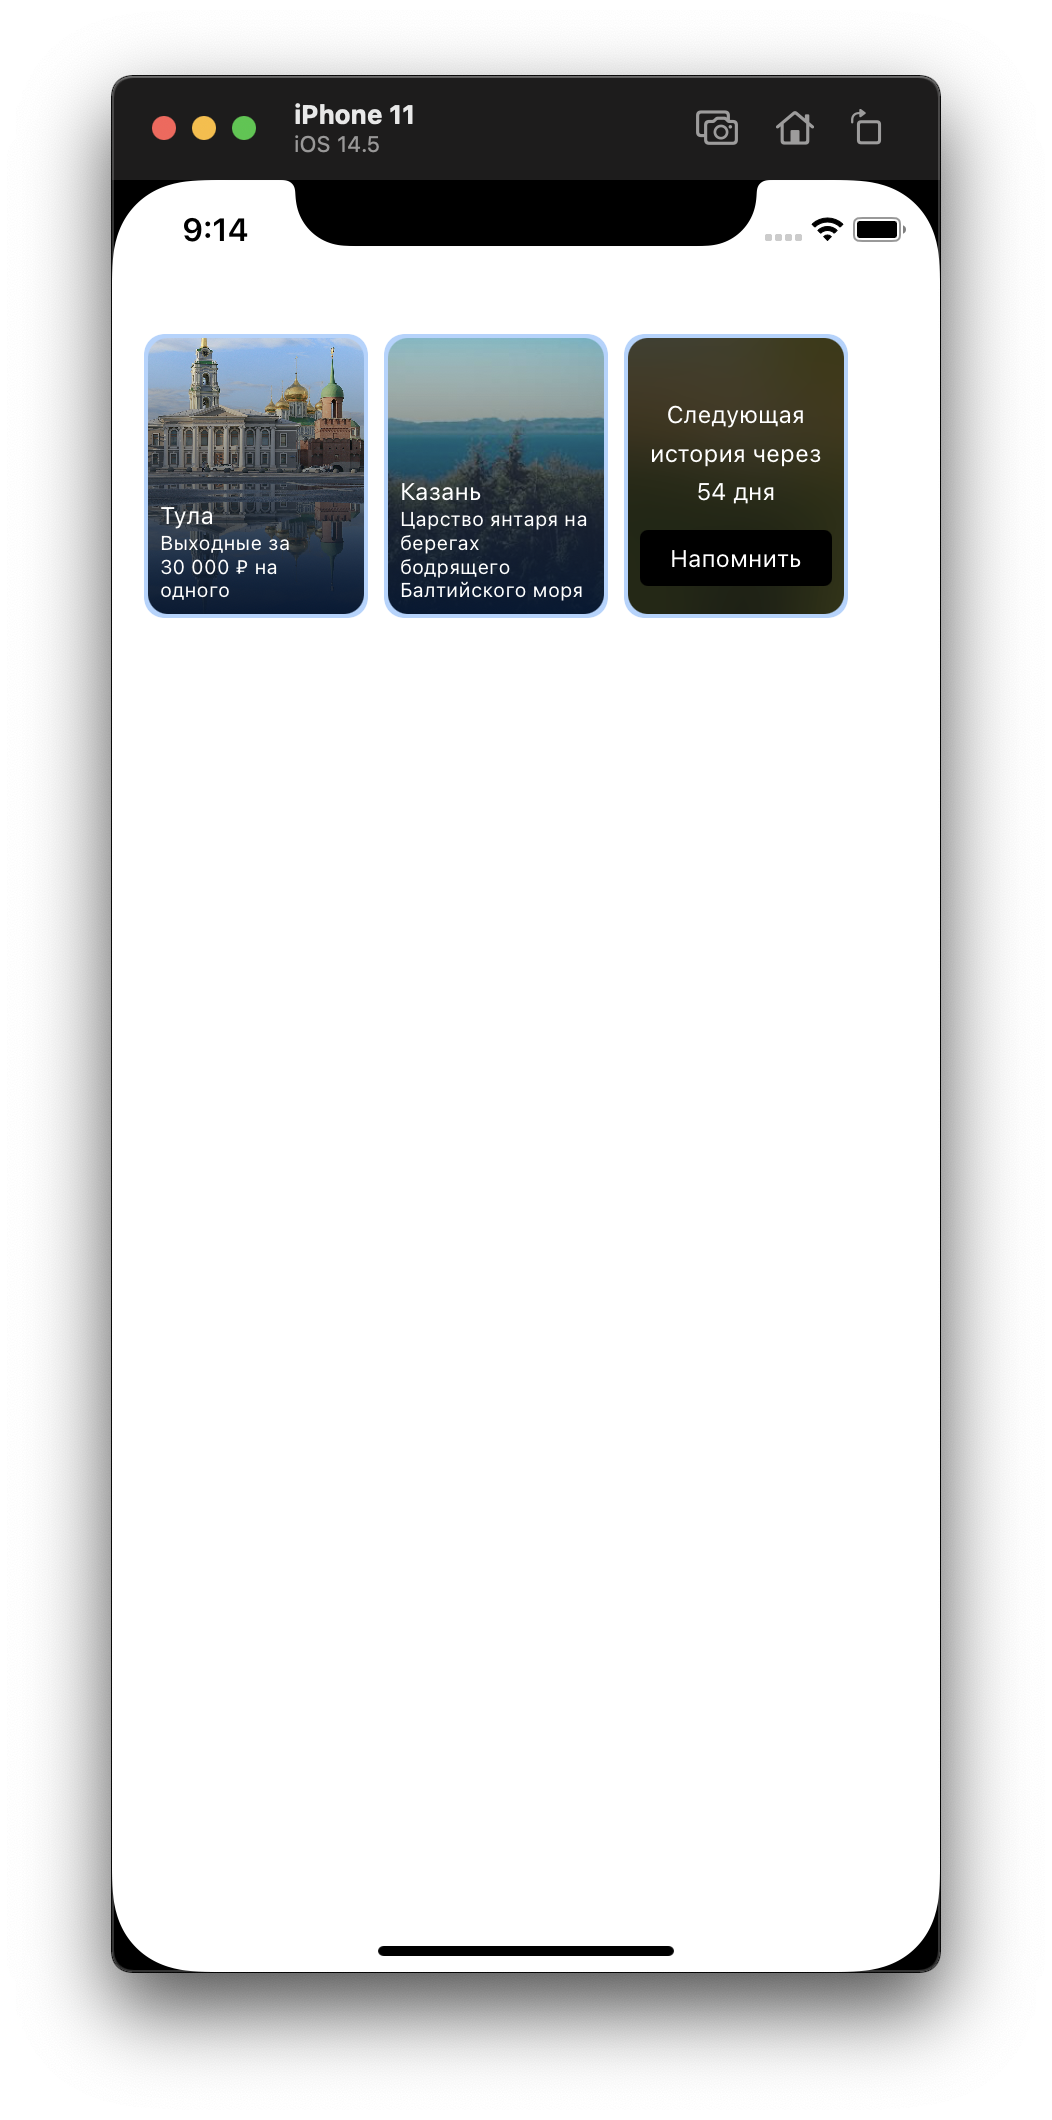 iPhone 11
iOS 14.5
9:14
Тула
Выходные за
30 000 ₽ на
одного
Казань
Царство янтаря на
берегах
бодрящего
Балтийского моря
Следующая
история через
54 дня
Напомнить